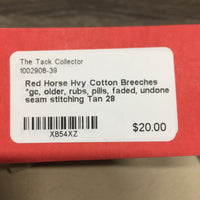 The Tack Collector
1002908-39
Red Horse Hvy Cotton Breeches
*gc, older, rubs, pills, faded, undone
seam stitching Tan 28
XB54XZ
$20.00